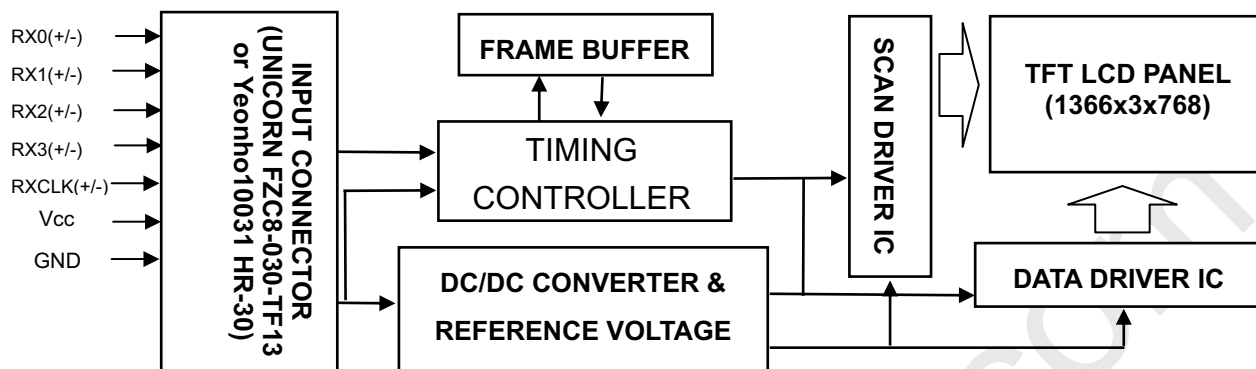 RX0(+/-)
RX1(+/-)
RX2(+/-)
RX3(+/-)
RXCLK(+/-)
Vcc
GND
INPUT CONNECTOR
(UNICORN FZC8-030-TF13
or Yeonho10031 HR-30)
FRAME BUFFER
TIMING
CONTROLLER
DC/DC CONVERTER &
REFERENCE VOLTAGE
SCAN DRIVER IC
TFT LCD PANEL
(1366x3x768)
DATA DRIVER IC
com